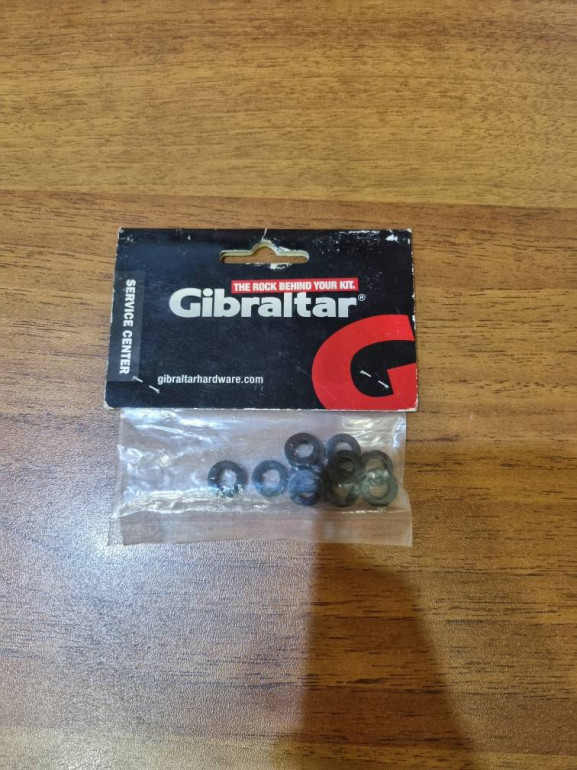 THE ROCK BEHIND YOUR KIT.
Gibraltar®
SERVICE CENTER
gibraltarhardware.com
G